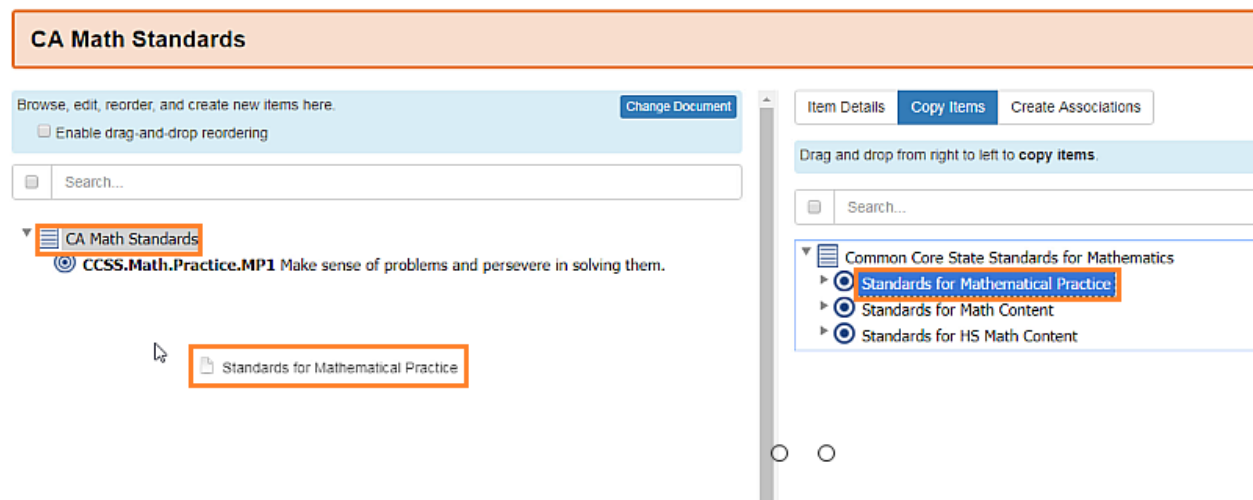 CA Math Standards
Browse, edit, reorder, and create new items here.
Change Document
Enable drag-and-drop reordering
Search...
CA Math Standards
CCSS.Math.Practice.MP1 Make sense of problems and persevere in solving them.
Standards for Mathematical Practice
Item Details
Copy Items
Create Associations
Drag and drop from right to left to copy items.
Search...
Common Core State Standards for Mathematics
Standards for Mathematical Practice
Standards for Math Content
Standards for HS Math Content